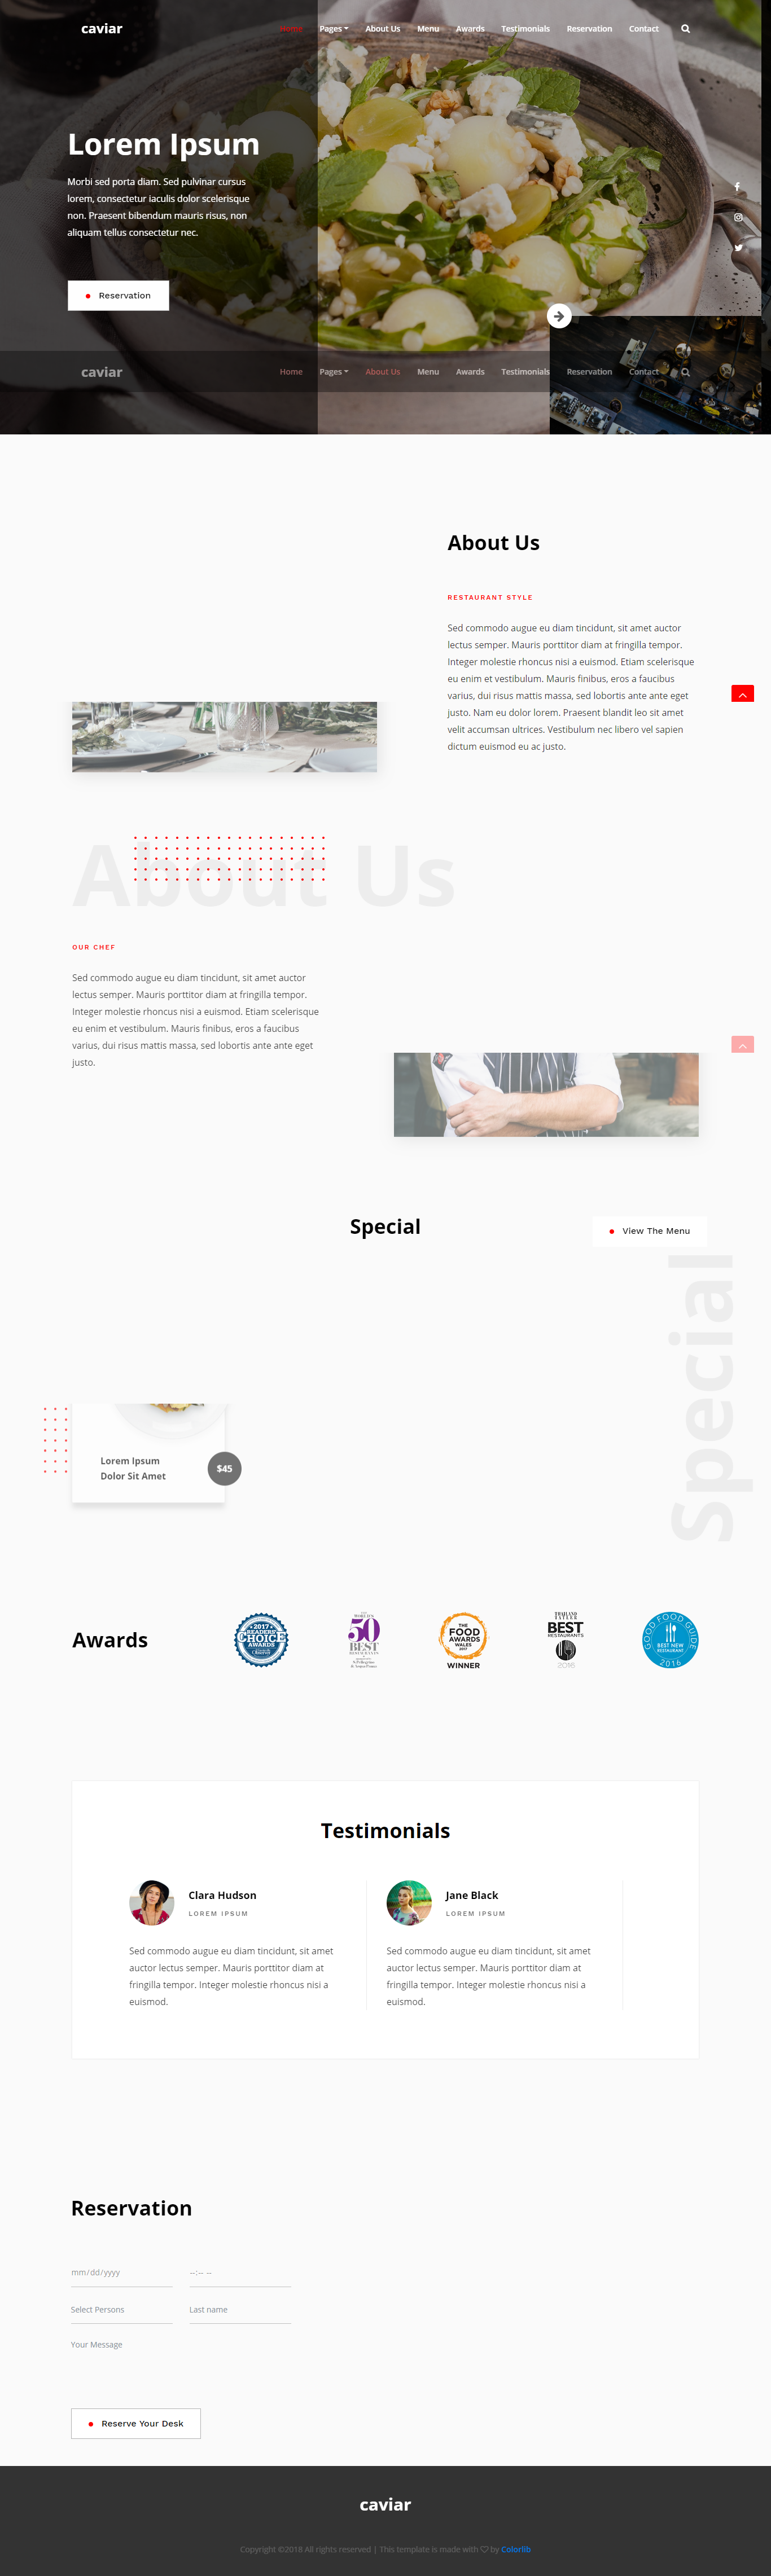 caviar
Home Pages About Us Menu Awards Testimonials Reservation Contact
Lorem Ipsum
Morbi sed porta diam. Sed pulvinar cursus
lorem, consectetur iaculis dolor scelerisque
non. Praesent bibendum mauris risus, non
aliquam tellus consectetur nec.
Reservation
caviar
Home Pages About Us Menu Awards Testimonials Reservation Contact
About Us
RESTAURANT STYLE
Sed commodo augue eu diam tincidunt, sit amet auctor
lectus semper. Mauris porttitor diam at fringilla tempor.
Integer molestie rhoncus nisi a euismod. Etiam scelerisque
eu enim et vestibulum. Mauris finibus, eros a faucibus
varius, dui risus mattis massa, sed lobortis ante ante eget
justo. Nam eu dolor lorem. Praesent blandit leo sit amet
velit accumsan ultrices. Vestibulum nec libero vel sapien
dictum euismod eu ac justo.
About Us
OUR CHEF
Sed commodo augue eu diam tincidunt, sit amet auctor
lectus semper. Mauris porttitor diam at fringilla tempor.
Integer molestie rhoncus nisi a euismod. Etiam scelerisque
eu enim et vestibulum. Mauris finibus, eros a faucibus
varius, dui risus mattis massa, sed lobortis ante ante eget
justo.
Special
View The Menu
Special
Lorem Ipsum
Dolor Sit Amet
$45
Awards
2017
READERS'
CHOICE
AWARDS
WORLD'S
50
BEST
RESTAURANTS
S.Pellegrino
& Acqua Panna
THE
FOOD
AWARDS
WALES
2017
WINNER
THAILAND
TATLER
BEST
RESTAURANTS
2016
GOOD FOOD GUIDE
BEST NEW
RESTAURANT
2016
Testimonials
Clara Hudson
LOREM IPSUM
Sed commodo augue eu diam tincidunt, sit amet
auctor lectus semper. Mauris porttitor diam at
fringilla tempor. Integer molestie rhoncus nisi a
euismod.
Jane Black
LOREM IPSUM
Sed commodo augue eu diam tincidunt, sit amet
auctor lectus semper. Mauris porttitor diam at
fringilla tempor. Integer molestie rhoncus nisi a
euismod.
Reservation
mm/dd/yyyy
--:-- --
Select Persons
Last name
Your Message
Reserve Your Desk
caviar
Copyright ©2018 All rights reserved | This template is made with ♡ by Colorlib